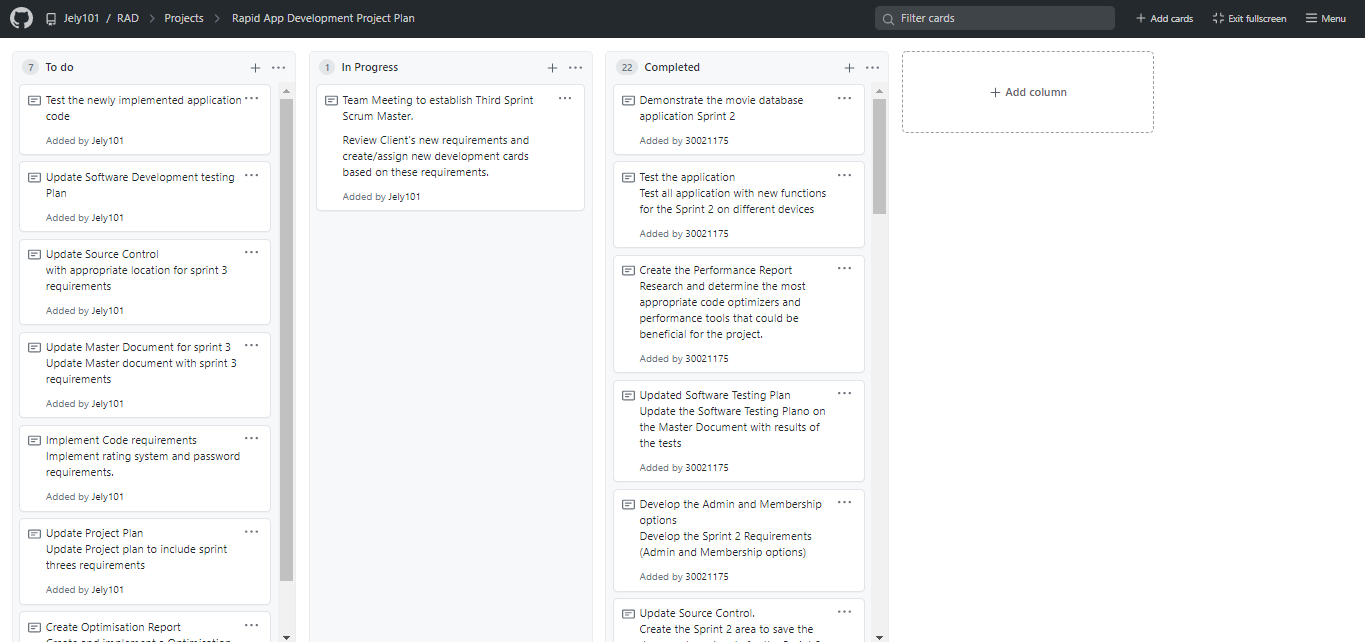 Jely101 / RAD > Projects > Rapid App Development Project Plan
Filter cards
+ Add cards
Exit fullscreen
Menu
7 To do
Test the newly implemented application
code
Added by Jely101
Update Software Development testing
Plan
Added by Jely101
Update Source Control
with appropriate location for sprint 3
requirements
Added by Jely101
Update Master Document for sprint 3
Update Master document with sprint 3
requirements
Added by Jely101
Implement Code requirements
Implement rating system and password
requirements.
Added by Jely101
Update Project Plan
Update Project plan to include sprint
threes requirements
Added by Jely101
Create Optimisation Report
1 In Progress
Team Meeting to establish Third Sprint
Scrum Master.
Review Client's new requirements and
create/assign new development cards
based on these requirements.
Added by Jely101
22 Completed
Demonstrate the movie database
application Sprint 2
Added by 30021175
Test the application
Test all application with new functions
for the Sprint 2 on different devices
Added by 30021175
Create the Performance Report
Research and determine the most
appropriate code optimizers and
performance tools that could be
beneficial for the project.
Added by 30021175
Updated Software Testing Plan
Update the Software Testing Plano on
the Master Document with results of
the tests
Added by 30021175
Develop the Admin and Membership
options
Develop the Sprint 2 Requirements
(Admin and Membership options)
Added by 30021175
Update Source Control.
Create the Sprint 2 area to save the
+ Add column